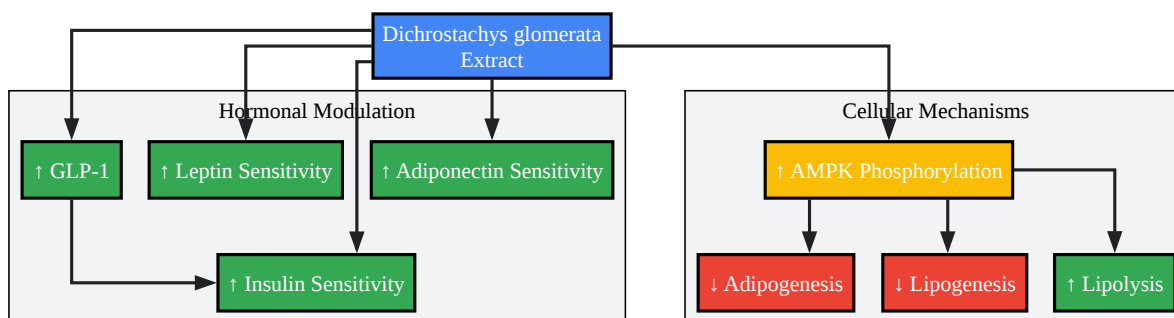 Dichrostachys glomerata
Extract
Hormonal Modulation
Cellular Mechanisms
↑ GLP-1
↑ Leptin Sensitivity
↑ Adiponectin Sensitivity
↑ AMPK Phosphorylation
↑ Insulin Sensitivity
↓ Adipogenesis
↓ Lipogenesis
↑ Lipolysis